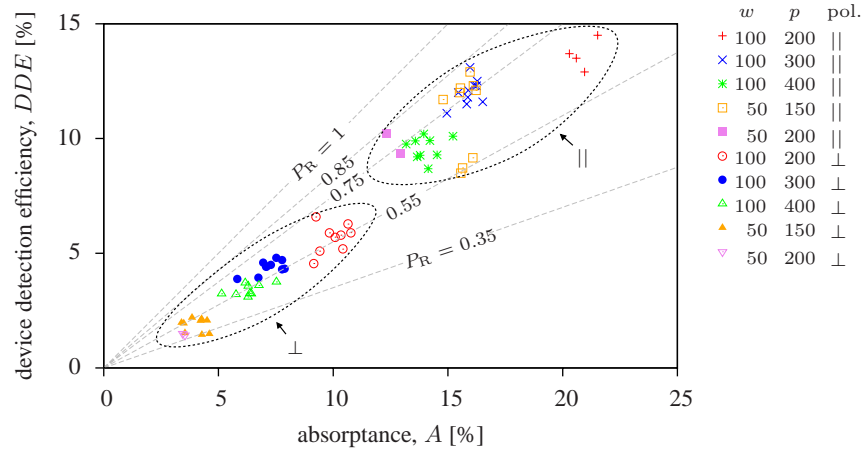 w p pol.
100 200 ||
100 300 ||
100 400 ||
50 150 ||
50 200 ||
100 200 ⊥
100 300 ⊥
100 400 ⊥
50 150 ⊥
50 200 ⊥
device detection efficiency, DDE [%]
15
10
5
0
P_R = 1
0.85
0.75
0.55
P_R = 0.35
||
⊥
0 5 10 15 20 25
absorptance, A [%]